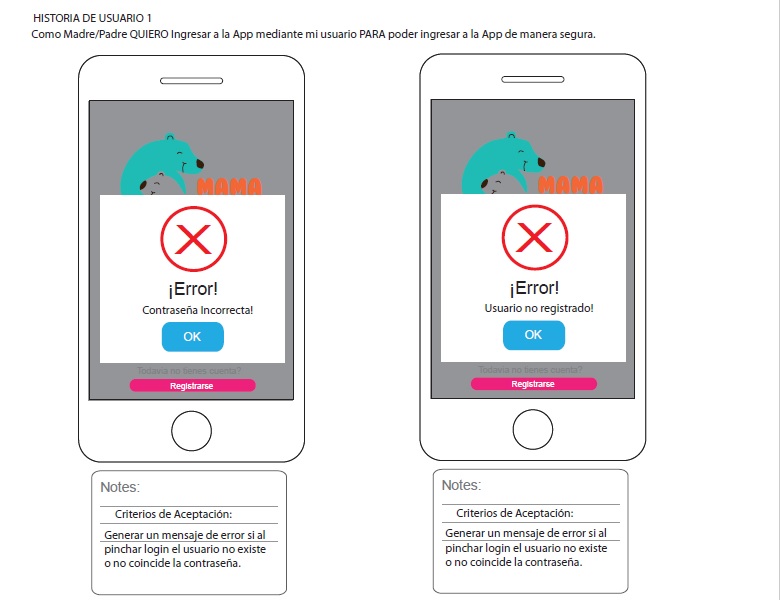 HISTORIA DE USUARIO 1
Como Madre/Padre QUIERO Ingresar a la App mediante mi usuario PARA poder ingresar a la App de manera segura.
MAMA
¡Error!
Contraseña Incorrecta!
OK
Todavia no tienes cuenta?
Registrarse
Notes:
Criterios de Aceptación:
Generar un mensaje de error si al
pinchar login el usuario no existe
o no coincide la contraseña.
MAMA
¡Error!
Usuario no registrado!
OK
Todavia no tienes cuenta?
Registrarse
Notes:
Criterios de Aceptación:
Generar un mensaje de error si al
pinchar login el usuario no existe
o no coincide la contraseña.